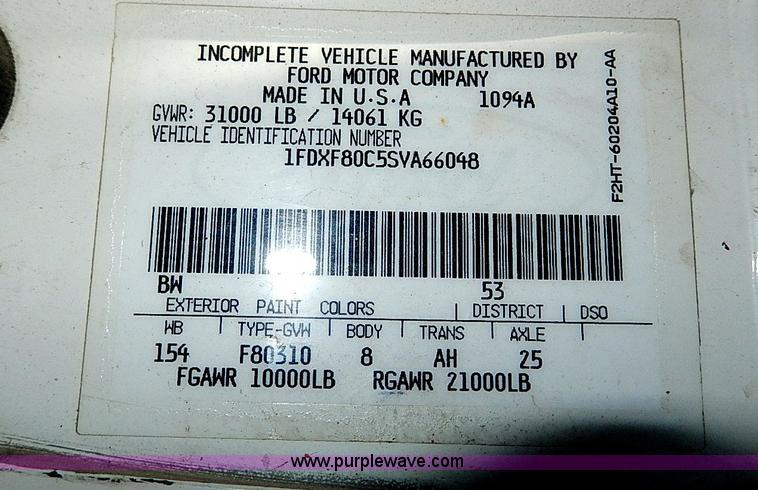 INCOMPLETE VEHICLE MANUFACTURED BY
FORD MOTOR COMPANY
MADE IN U.S.A 1094A
GVWR: 31000 LB / 14061 KG
VEHICLE IDENTIFICATION NUMBER
1FDXF80C5SVA66048
F2HT-60204A10-AA
BW 53
EXTERIOR PAINT COLORS | DISTRICT | DSO
WB | TYPE-GVW | BODY | TRANS | AXLE |
154 F80310 8 AH 25
FGAWR 10000LB RGAWR 21000LB
www.purplewave.com